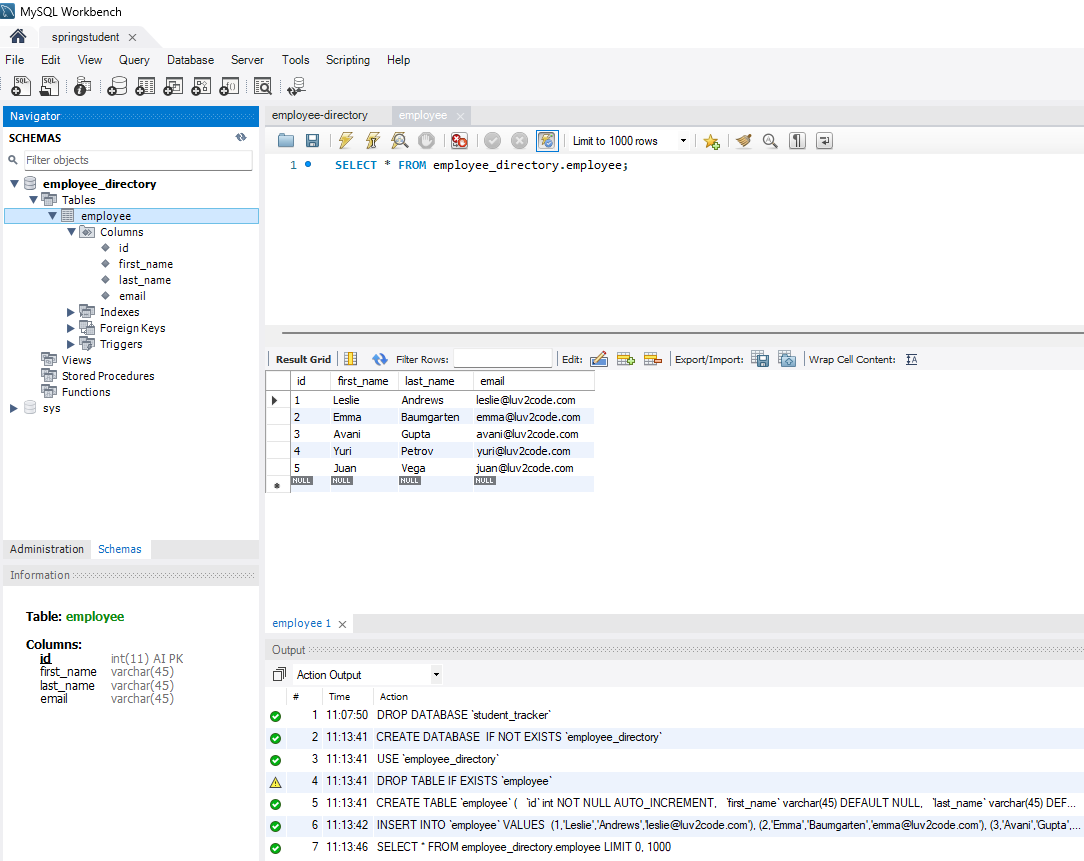 MySQL Workbench
springstudent
File Edit View Query Database Server Tools Scripting Help
Navigator
SCHEMAS
Filter objects
employee_directory
Tables
employee
Columns
id
first_name
last_name
email
Indexes
Foreign Keys
Triggers
Views
Stored Procedures
Functions
sys
Administration Schemas
Information
Table: employee
Columns:
id int(11) AI PK
first_name varchar(45)
last_name varchar(45)
email varchar(45)
employee-directory employee
Limit to 1000 rows
1 SELECT * FROM employee_directory.employee;
Result Grid Filter Rows: Edit: Export/Import: Wrap Cell Content:
id first_name last_name email
1 Leslie Andrews leslie@luv2code.com
2 Emma Baumgarten emma@luv2code.com
3 Avani Gupta avani@luv2code.com
4 Yuri Petrov yuri@luv2code.com
5 Juan Vega juan@luv2code.com
NULL NULL NULL NULL
employee 1
Output
Action Output
# Time Action
1 11:07:50 DROP DATABASE `student_tracker`
2 11:13:41 CREATE DATABASE  IF NOT EXISTS `employee_directory`
3 11:13:41 USE `employee_directory`
4 11:13:41 DROP TABLE IF EXISTS `employee`
5 11:13:41 CREATE TABLE `employee` (   `id` int NOT NULL AUTO_INCREMENT,   `first_name` varchar(45) DEFAULT NULL,   `last_name` varchar(45) DEF...
6 11:13:42 INSERT INTO `employee` VALUES  (1,'Leslie','Andrews','leslie@luv2code.com'), (2,'Emma','Baumgarten','emma@luv2code.com'), (3,'Avani','Gupta',...
7 11:13:46 SELECT * FROM employee_directory.employee LIMIT 0, 1000